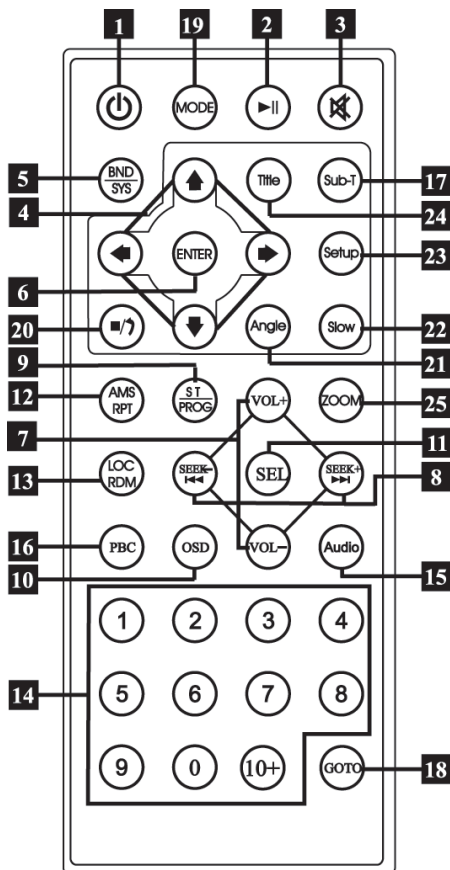 1 19 2 3
MODE
5 BND SYS Title Sub-T 17
4 24
ENTER Setup 23
6
20 Angle Slow 22
9 21
12 AMS RPT ST PROG VOL+ ZOOM 25
7 11
13 LOC RDM SEEK- SEL SEEK+ 8
16 PBC OSD VOL- Audio
10 15
1 2 3 4
14 5 6 7 8
9 0 10+ GOTO 18